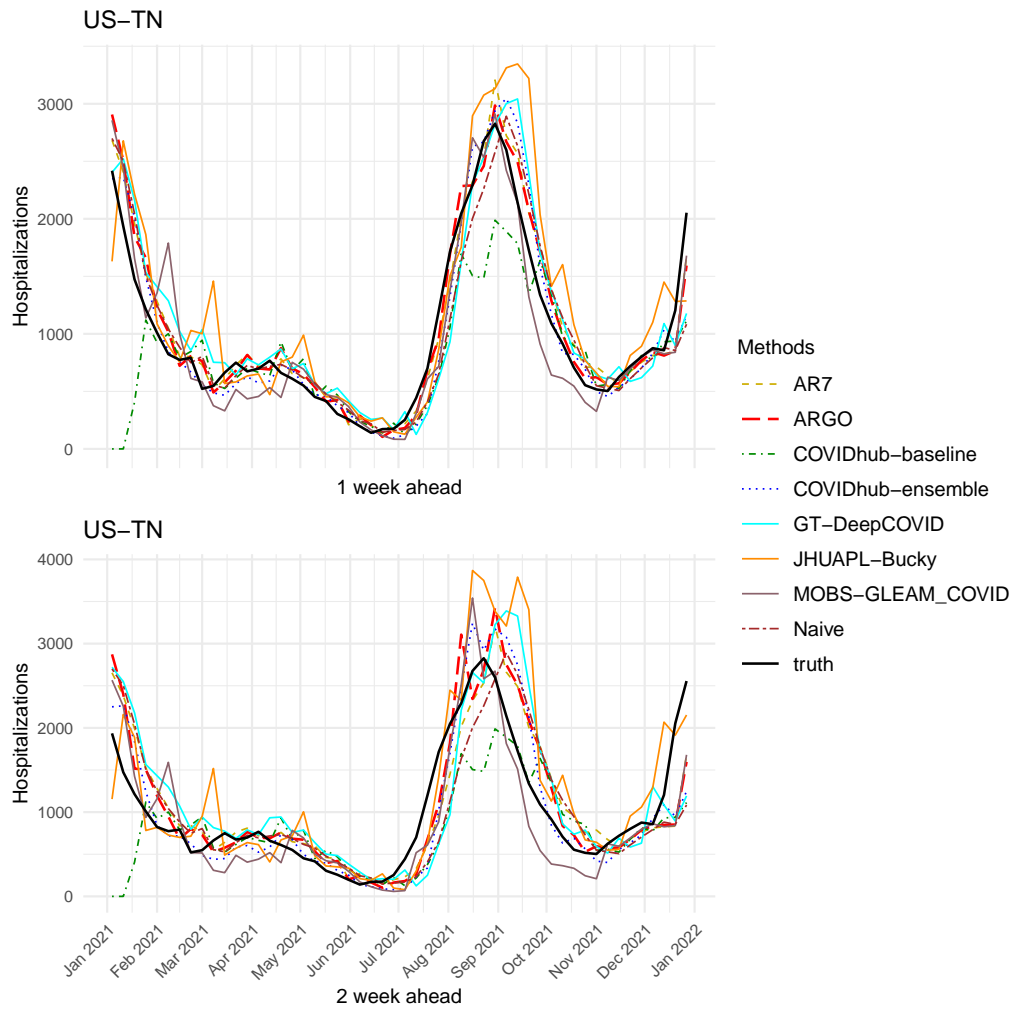 US−TN
Hospitalizations
3000
2000
1000
0
1 week ahead
US−TN
Hospitalizations
4000
3000
2000
1000
0
Jan 2021
Feb 2021
Mar 2021
Apr 2021
May 2021
Jun 2021
Jul 2021
Aug 2021
Sep 2021
Oct 2021
Nov 2021
Dec 2021
Jan 2022
2 week ahead
Methods
AR7
ARGO
COVIDhub−baseline
COVIDhub−ensemble
GT−DeepCOVID
JHUAPL−Bucky
MOBS−GLEAM_COVID
Naive
truth